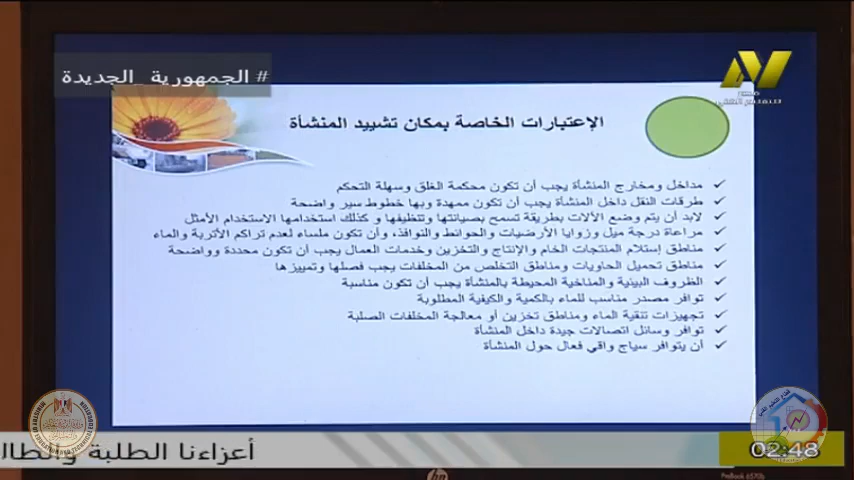 # الجمهورية _الجديدة
مصر
الإعتبارات الخاصة بمكان تشييد المنشأة
✓ مداخل ومخارج المنشأة يجب أن تكون محكمة الغلق وسهلة التحكم
✓ طرقات النقل داخل المنشأة يجب أن تكون ممهدة وبها خطوط سير واضحة
✓ لابد أن يتم وضع الآلات بطريقة تسمح بصيانتها وتنظيفها و كذلك استخدامها الاستخدام الأمثل
✓ مراعاة درجة ميل وزوايا الأرضيات والحوائط والنوافذ، وأن تكون ملساء لعدم تراكم الأتربة والماء
✓ مناطق إستلام المنتجات الخام والإنتاج والتخزين وخدمات العمال يجب أن تكون محددة وواضحة
✓ مناطق تحميل الحاويات ومناطق التخلص من المخلفات يجب فصلها وتمييزها
✓ الظروف البيئية والمناخية المحيطة بالمنشأة يجب أن تكون مناسبة
✓ توافر مصدر مناسب للماء بالكمية والكيفية المطلوبة
✓ تجهيزات تنقية الماء ومناطق تخزين أو معالجة المخلفات الصلبة
✓ توافر وسائل اتصالات جيدة داخل المنشأة
✓ أن يتوافر سياج واقي فعال حول المنشأة
أعزاءنا الطلبة والطال
02:48
hp
ProBook 6570b